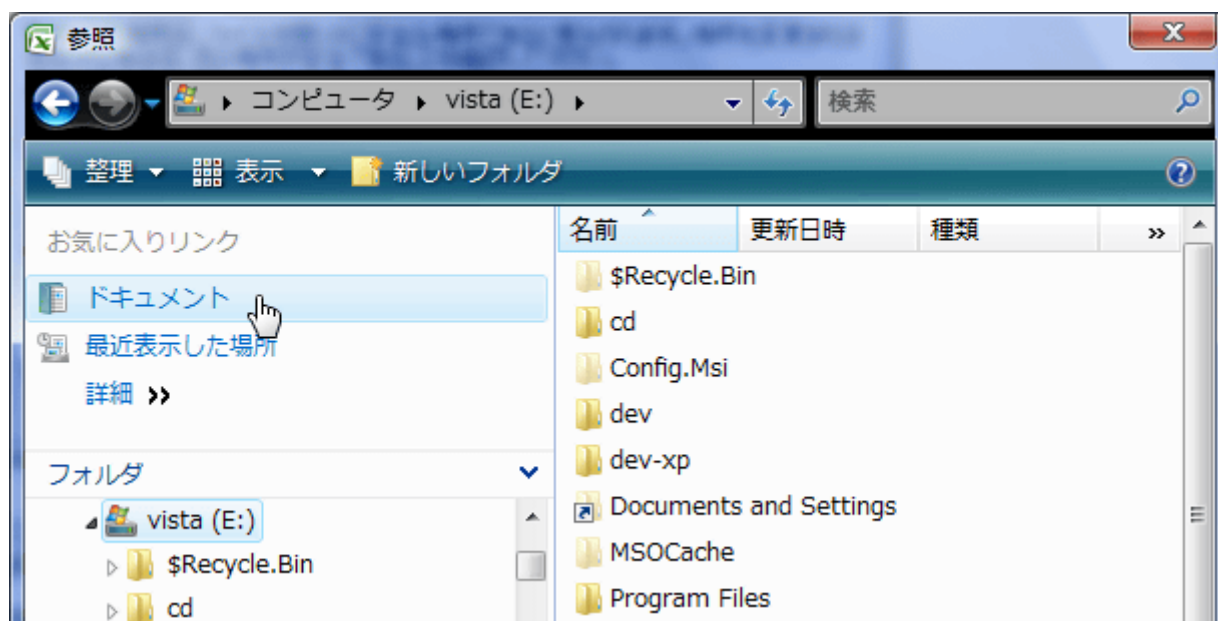 参照
コンピュータ vista (E:) 検索
整理 表示 新しいフォルダ
お気に入りリンク
ドキュメント
最近表示した場所
詳細 »
フォルダ
vista (E:)
$Recycle.Bin
cd
名前 更新日時 種類 »
$Recycle.Bin
cd
Config.Msi
dev
dev-xp
Documents and Settings
MSOCache
Program Files